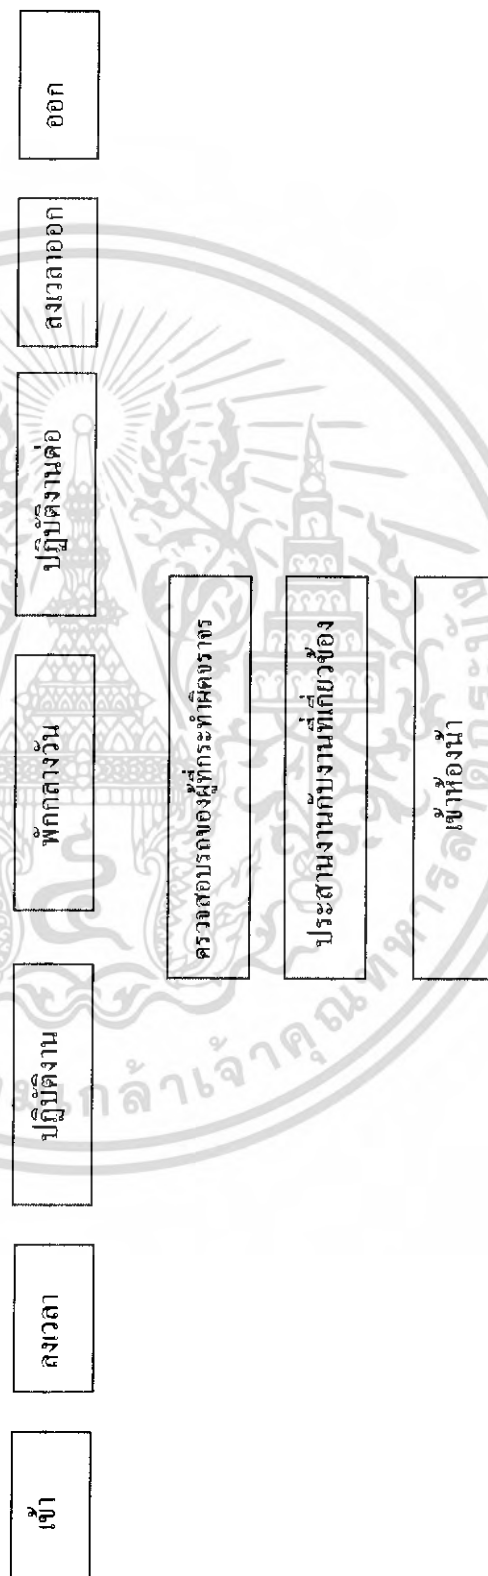 เข้า
ลงเวลา
ปฏิบัติงาน
พักกลางวัน
ปฏิบัติงานต่อ
ลงเวลาออก
ออก
ตรวจสอบรถของผู้ที่กระทำผิดจราจร
ประสานงานกับงานที่เกี่ยวข้อง
เข้าห้องน้ำ